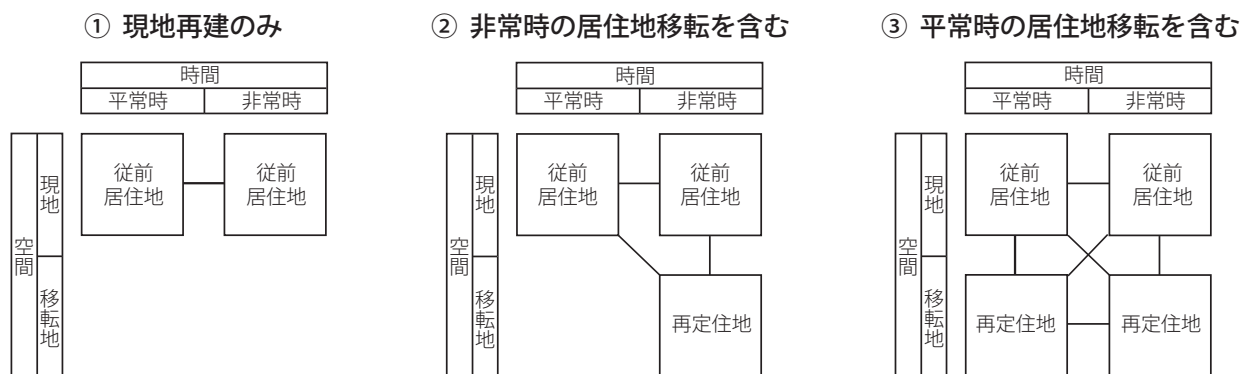 ① 現地再建のみ
時間
平常時 非常時
空間
現地
移転地
従前
居住地
従前
居住地
② 非常時の居住地移転を含む
時間
平常時 非常時
空間
現地
移転地
従前
居住地
従前
居住地
再定住地
③ 平常時の居住地移転を含む
時間
平常時 非常時
空間
現地
移転地
従前
居住地
従前
居住地
再定住地
再定住地